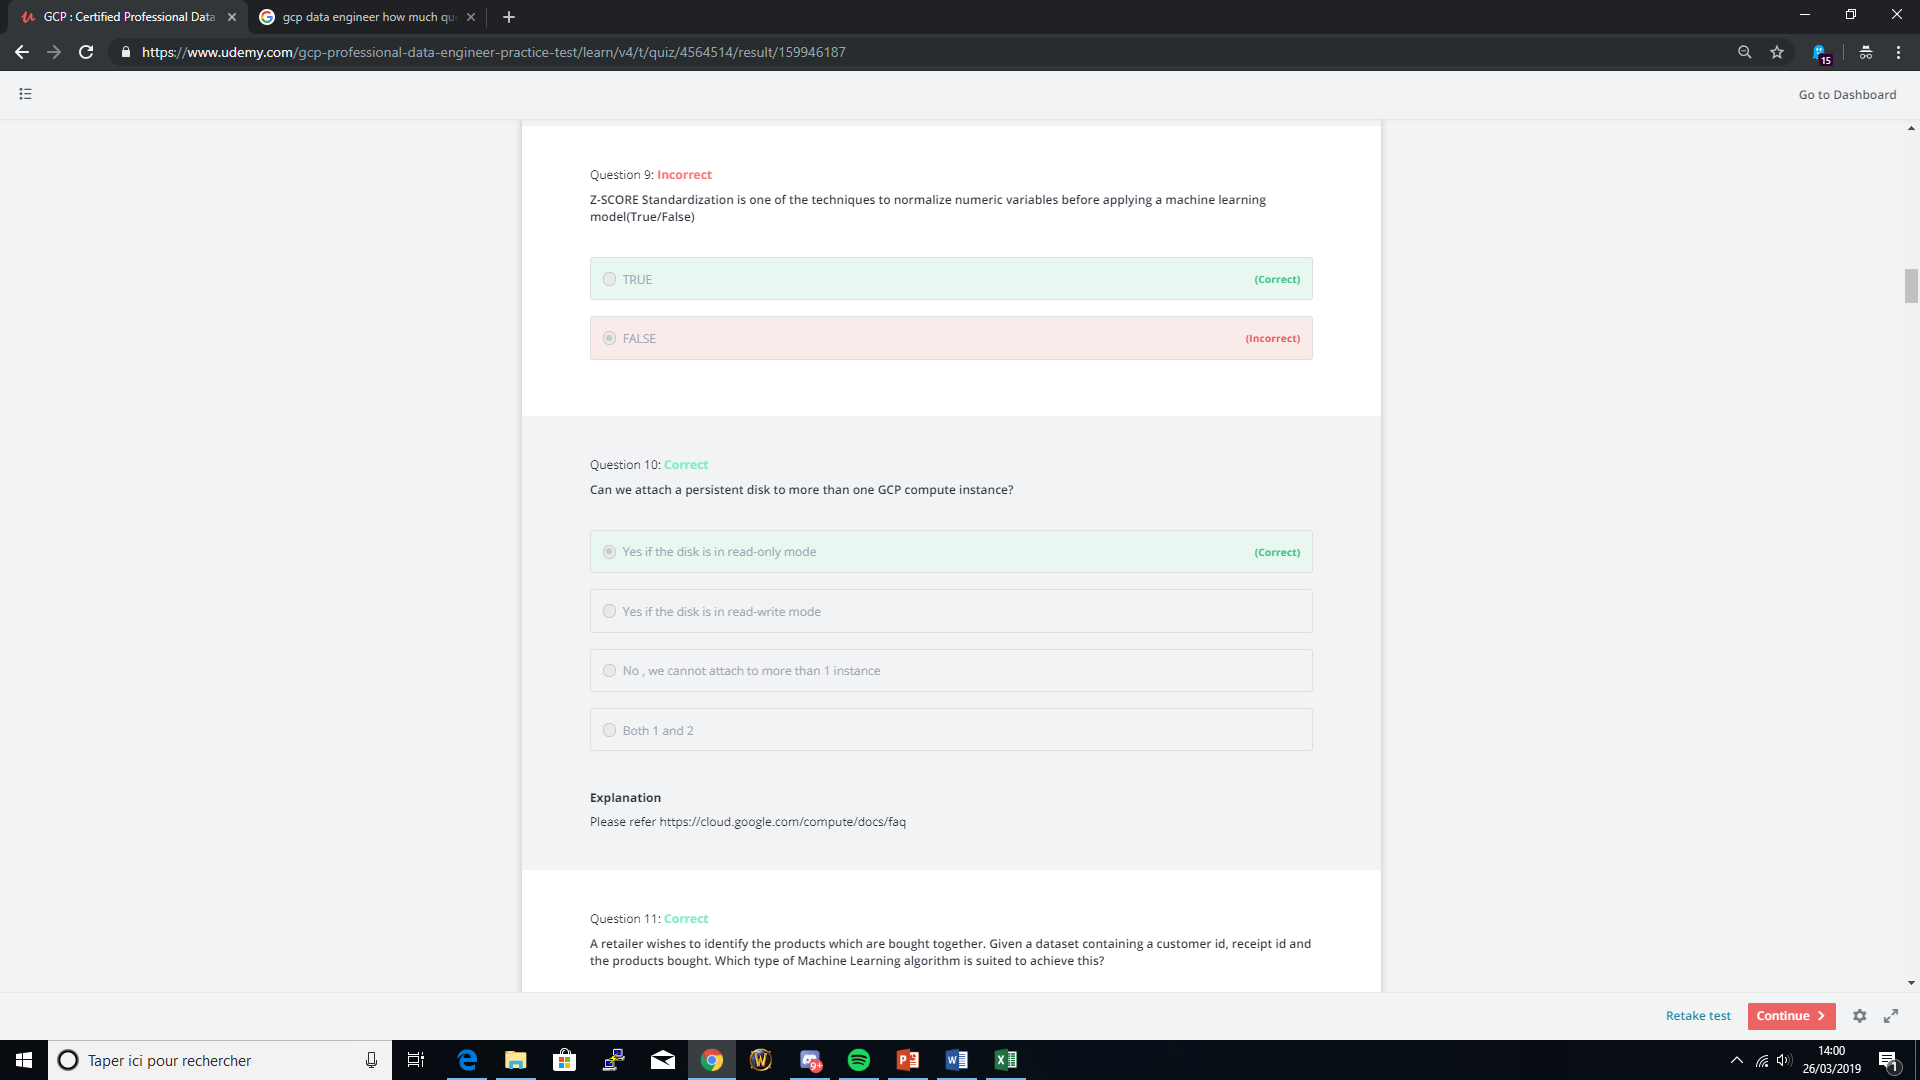 GCP : Certified Professional Data
gcp data engineer how much que
https://www.udemy.com/gcp-professional-data-engineer-practice-test/learn/v4/t/quiz/4564514/result/159946187
15
Go to Dashboard
Question 9: Incorrect
Z-SCORE Standardization is one of the techniques to normalize numeric variables before applying a machine learning
model(True/False)
TRUE (Correct)
FALSE (Incorrect)
Question 10: Correct
Can we attach a persistent disk to more than one GCP compute instance?
Yes if the disk is in read-only mode (Correct)
Yes if the disk is in read-write mode
No , we cannot attach to more than 1 instance
Both 1 and 2
Explanation
Please refer https://cloud.google.com/compute/docs/faq
Question 11: Correct
A retailer wishes to identify the products which are bought together. Given a dataset containing a customer id, receipt id and
the products bought. Which type of Machine Learning algorithm is suited to achieve this?
Retake test
Continue
Taper ici pour rechercher
9+
14:00
26/03/2019
1